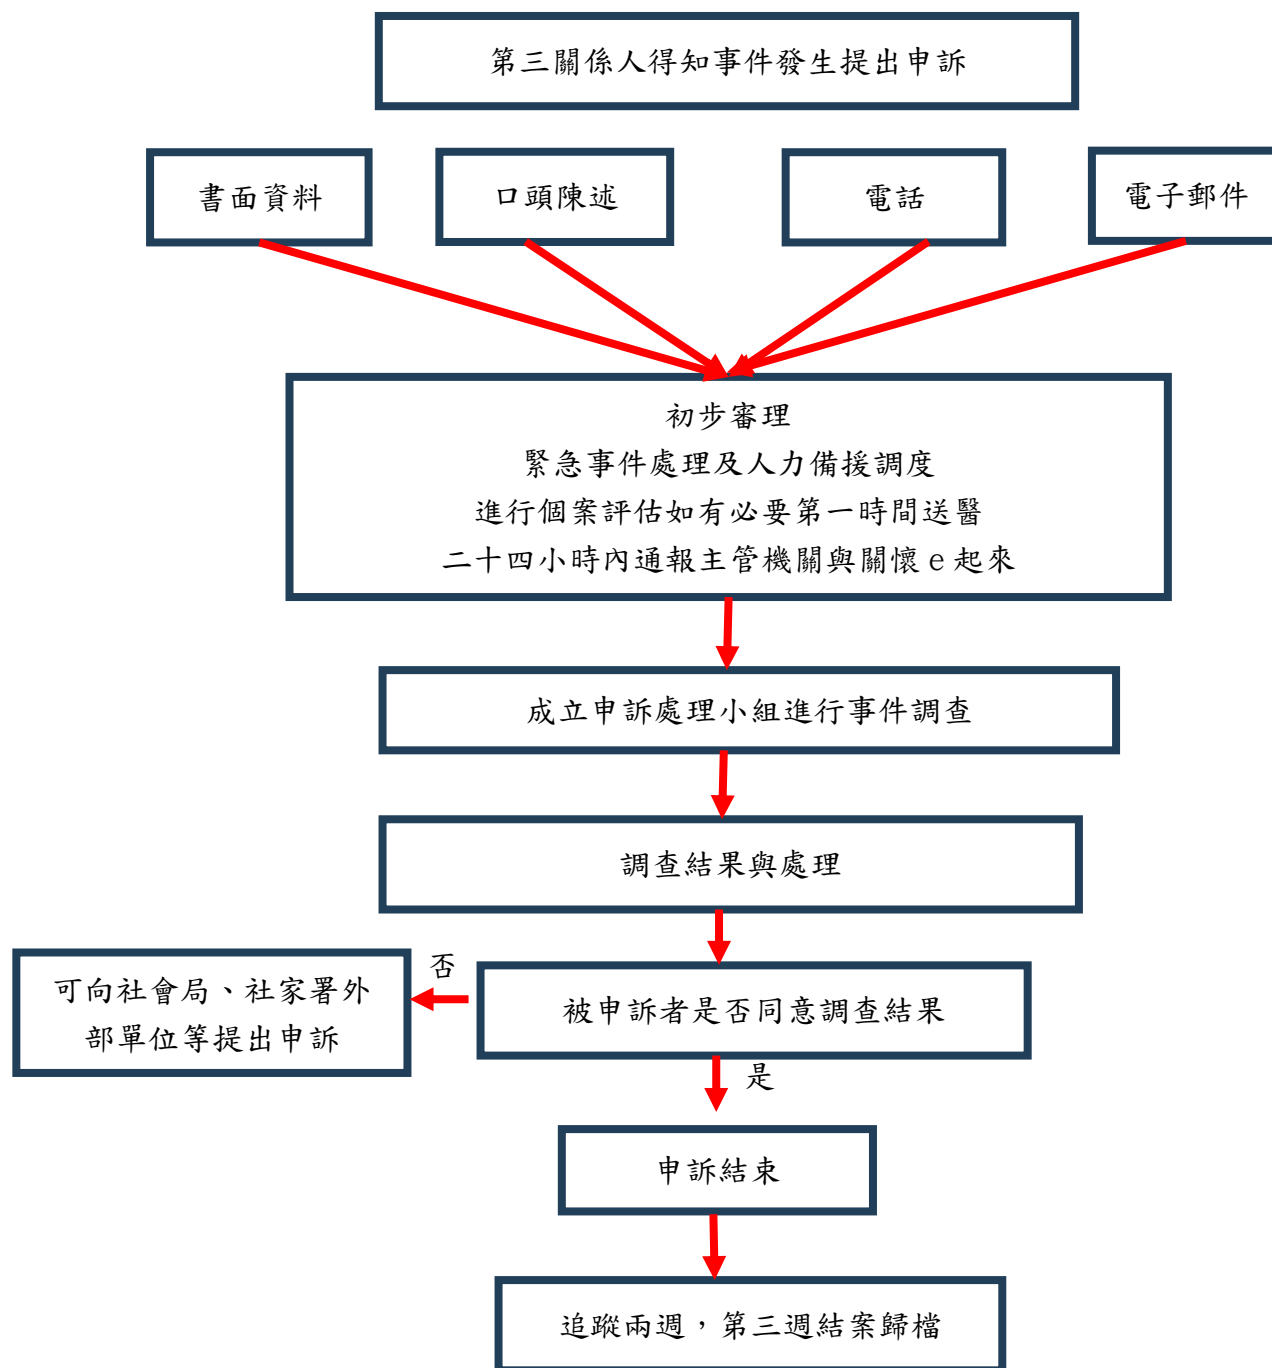 第三關係人得知事件發生提出申訴
書面資料
口頭陳述
電話
電子郵件
初步審理
緊急事件處理及人力備援調度
進行個案評估如有必要第一時間送醫
二十四小時內通報主管機關與關懷 e 起來
成立申訴處理小組進行事件調查
調查結果與處理
否
可向社會局、社家署外
部單位等提出申訴
被申訴者是否同意調查結果
是
申訴結束
追蹤兩週，第三週結案歸檔